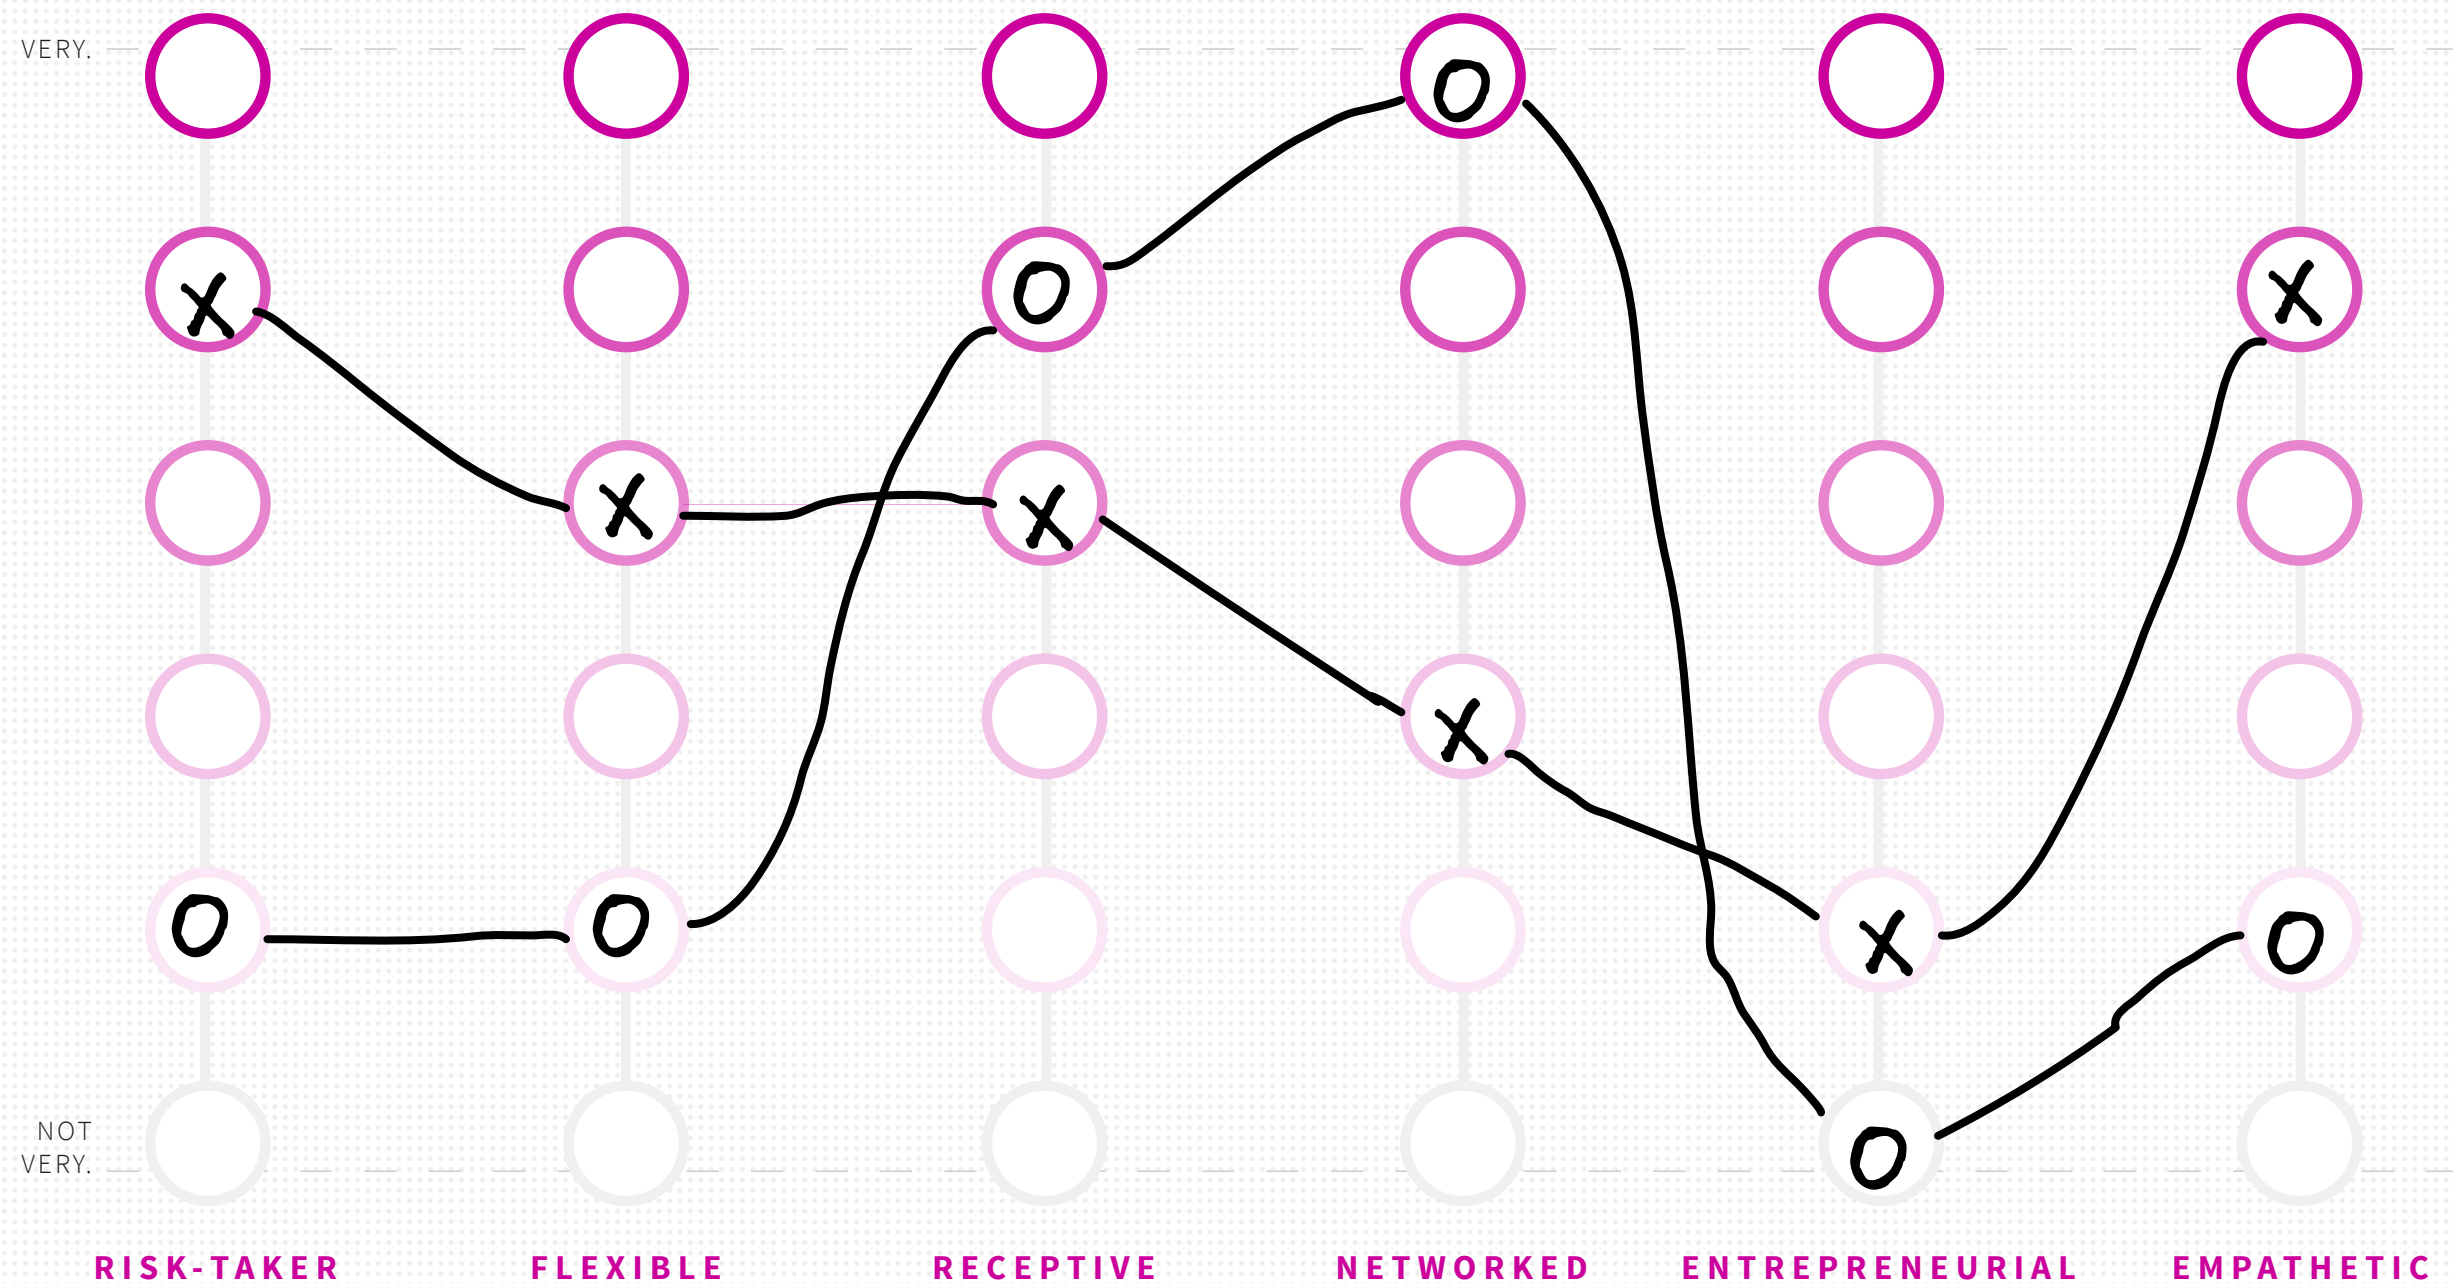 VERY.
O
X
O
X
X
X
X
X
O
O
X
O
O
NOT
VERY.
RISK-TAKER
FLEXIBLE
RECEPTIVE
NETWORKED
ENTREPRENEURIAL
EMPATHETIC